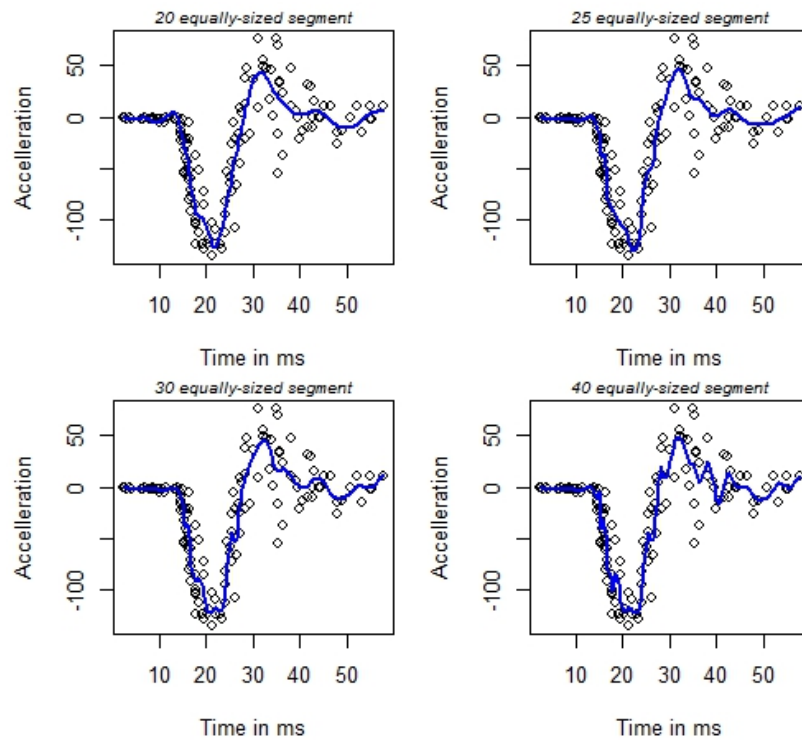 20 equally-sized segment
Accelleration
50
0
-100
10 20 30 40 50
Time in ms
25 equally-sized segment
Accelleration
50
0
-100
10 20 30 40 50
Time in ms
30 equally-sized segment
Accelleration
50
0
-100
10 20 30 40 50
Time in ms
40 equally-sized segment
Accelleration
50
0
-100
10 20 30 40 50
Time in ms